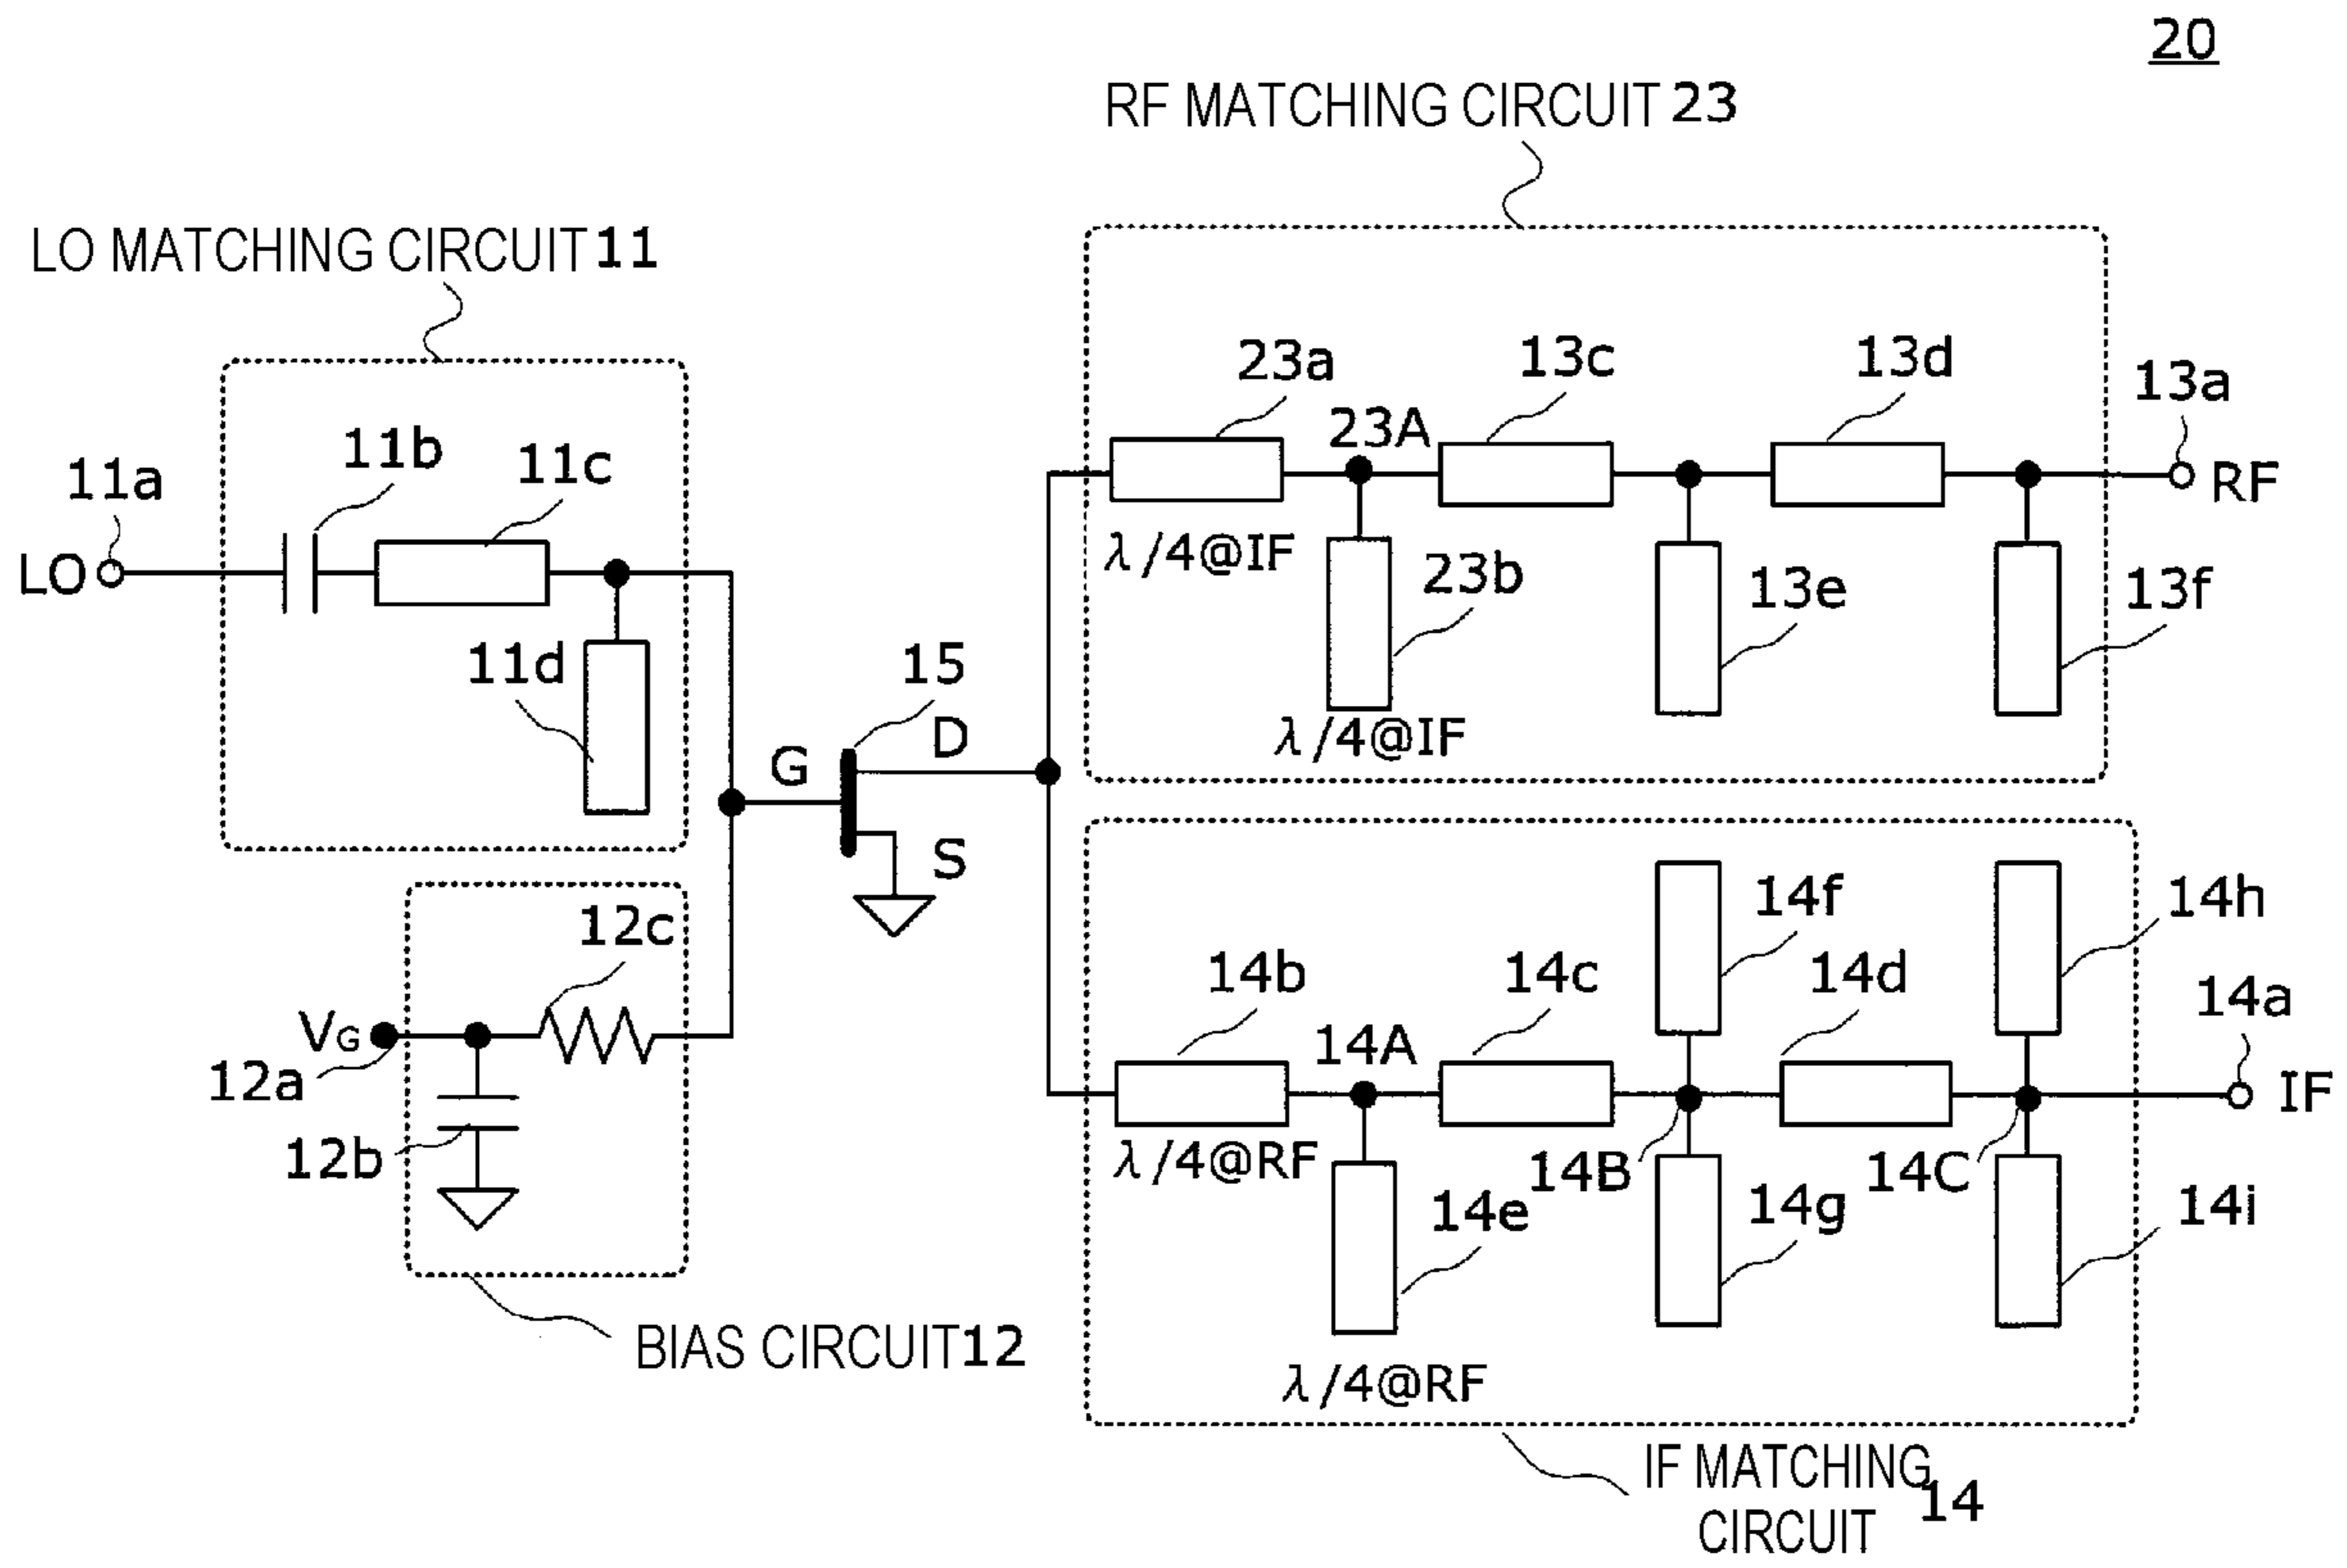 20
RF MATCHING CIRCUIT 23
LO MATCHING CIRCUIT 11
23a
13c
13d
13a
23A
RF
11a
11b
11c
LO
λ/4@IF
23b
13e
13f
11d
λ/4@IF
15
D
G
S
12c
14f
14h
14b
14c
14d
14a
VG
14A
IF
12a
12b
λ/4@RF
14B
14C
14e
14g
14i
λ/4@RF
BIAS CIRCUIT 12
IF MATCHING
CIRCUIT 14